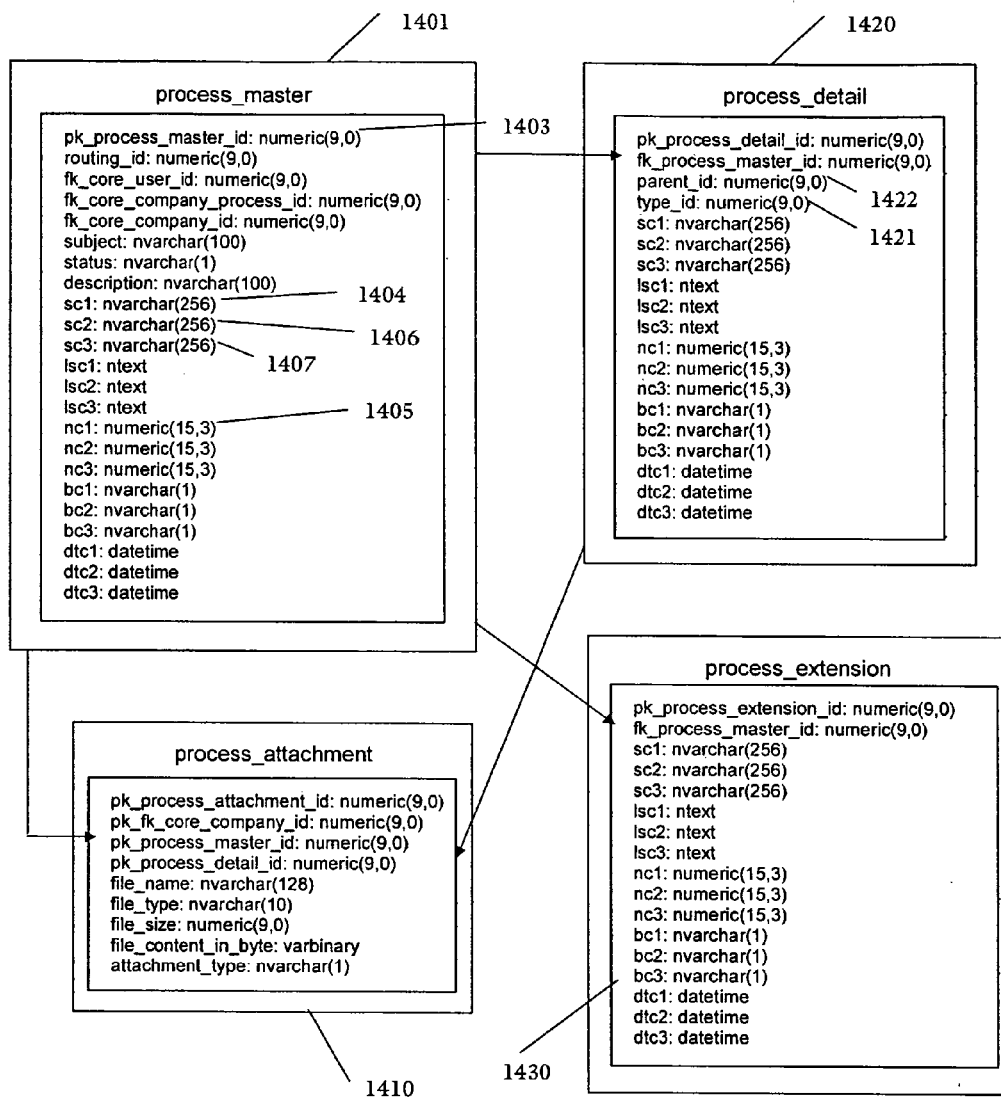 1401
process_master
pk_process_master_id: numeric(9,0)
1403
routing_id: numeric(9,0)
fk_core_user_id: numeric(9,0)
fk_core_company_process_id: numeric(9,0)
fk_core_company_id: numeric(9,0)
subject: nvarchar(100)
status: nvarchar(1)
description: nvarchar(100)
sc1: nvarchar(256)
1404
sc2: nvarchar(256)
1406
sc3: nvarchar(256)
1407
lsc1: ntext
lsc2: ntext
lsc3: ntext
nc1: numeric(15,3)
1405
nc2: numeric(15,3)
nc3: numeric(15,3)
bc1: nvarchar(1)
bc2: nvarchar(1)
bc3: nvarchar(1)
dtc1: datetime
dtc2: datetime
dtc3: datetime
1420
process_detail
pk_process_detail_id: numeric(9,0)
fk_process_master_id: numeric(9,0)
parent_id: numeric(9,0)
1422
type_id: numeric(9,0)
1421
sc1: nvarchar(256)
sc2: nvarchar(256)
sc3: nvarchar(256)
lsc1: ntext
lsc2: ntext
lsc3: ntext
nc1: numeric(15,3)
nc2: numeric(15,3)
nc3: numeric(15,3)
bc1: nvarchar(1)
bc2: nvarchar(1)
bc3: nvarchar(1)
dtc1: datetime
dtc2: datetime
dtc3: datetime
process_attachment
pk_process_attachment_id: numeric(9,0)
pk_fk_core_company_id: numeric(9,0)
pk_process_master_id: numeric(9,0)
pk_process_detail_id: numeric(9,0)
file_name: nvarchar(128)
file_type: nvarchar(10)
file_size: numeric(9,0)
file_content_in_byte: varbinary
attachment_type: nvarchar(1)
1410
process_extension
pk_process_extension_id: numeric(9,0)
fk_process_master_id: numeric(9,0)
sc1: nvarchar(256)
sc2: nvarchar(256)
sc3: nvarchar(256)
lsc1: ntext
lsc2: ntext
lsc3: ntext
nc1: numeric(15,3)
nc2: numeric(15,3)
nc3: numeric(15,3)
bc1: nvarchar(1)
bc2: nvarchar(1)
bc3: nvarchar(1)
dtc1: datetime
dtc2: datetime
dtc3: datetime
1430